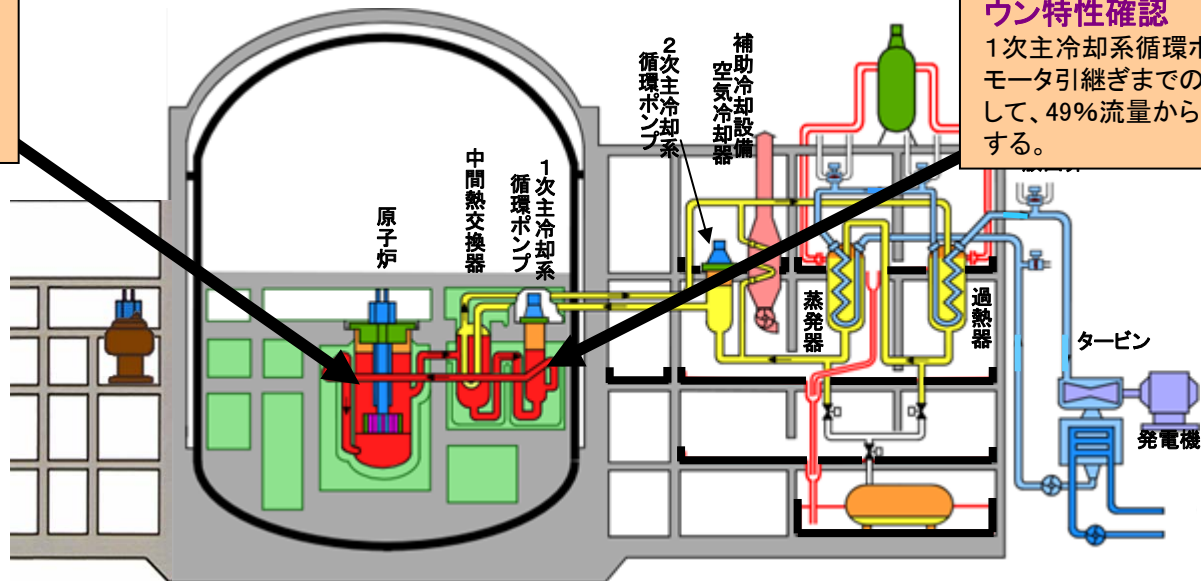 ウン特性確認
1次主冷却系循環ポ
モータ引継ぎまでの
して、49%流量から
する。
補助冷却設備
空気冷却器
2次主冷却系
循環ポンプ
1次主冷却系
循環ポンプ
中間熱交換器
原子炉
蒸発器
過熱器
タービン
発電機